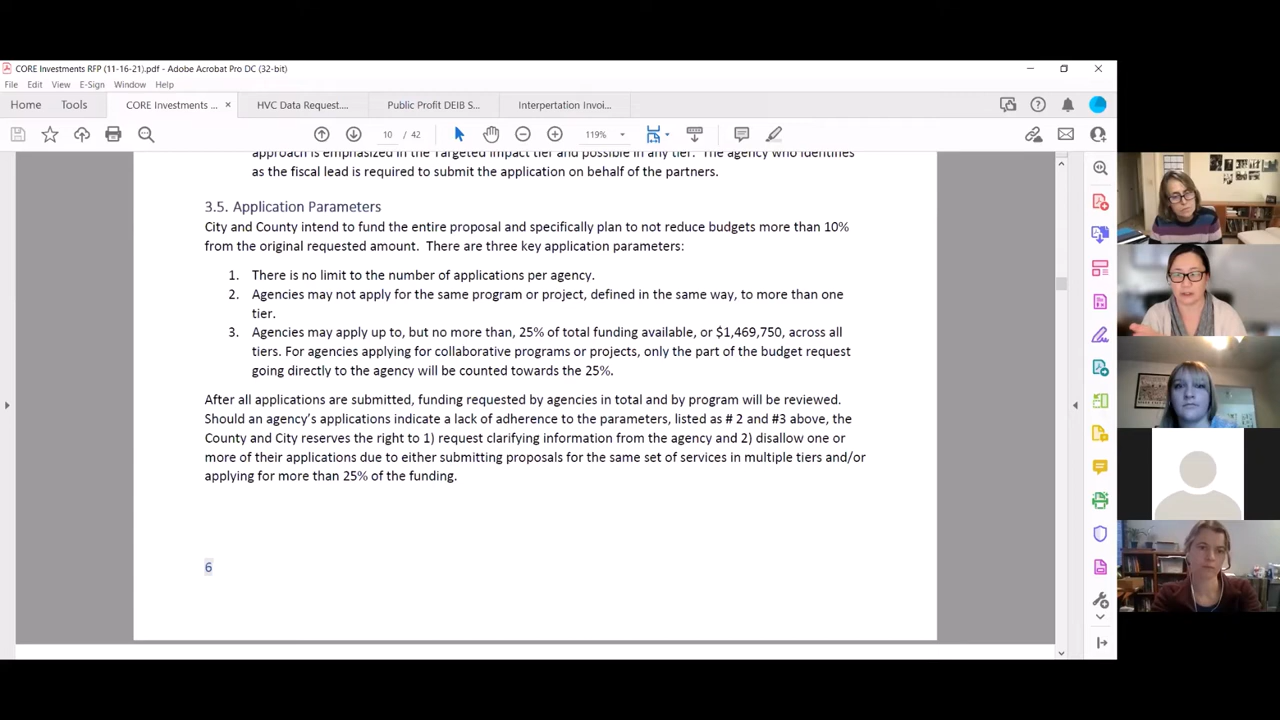 CORE Investments RFP (11-16-21).pdf - Adobe Acrobat Pro DC (32-bit)
File Edit View E-Sign Window Help
Home Tools CORE Investments ... × HVC Data Request.... Public Profit DEIB S... Interpertation Invoi...
10 / 42 119%
approach is emphasized in the Targeted Impact tier and possible in any tier. The agency who identifies
as the fiscal lead is required to submit the application on behalf of the partners.
3.5. Application Parameters
City and County intend to fund the entire proposal and specifically plan to not reduce budgets more than 10%
from the original requested amount. There are three key application parameters:
1. There is no limit to the number of applications per agency.
2. Agencies may not apply for the same program or project, defined in the same way, to more than one
tier.
3. Agencies may apply up to, but no more than, 25% of total funding available, or $1,469,750, across all
tiers. For agencies applying for collaborative programs or projects, only the part of the budget request
going directly to the agency will be counted towards the 25%.
After all applications are submitted, funding requested by agencies in total and by program will be reviewed.
Should an agency's applications indicate a lack of adherence to the parameters, listed as # 2 and #3 above, the
County and City reserves the right to 1) request clarifying information from the agency and 2) disallow one or
more of their applications due to either submitting proposals for the same set of services in multiple tiers and/or
applying for more than 25% of the funding.
6